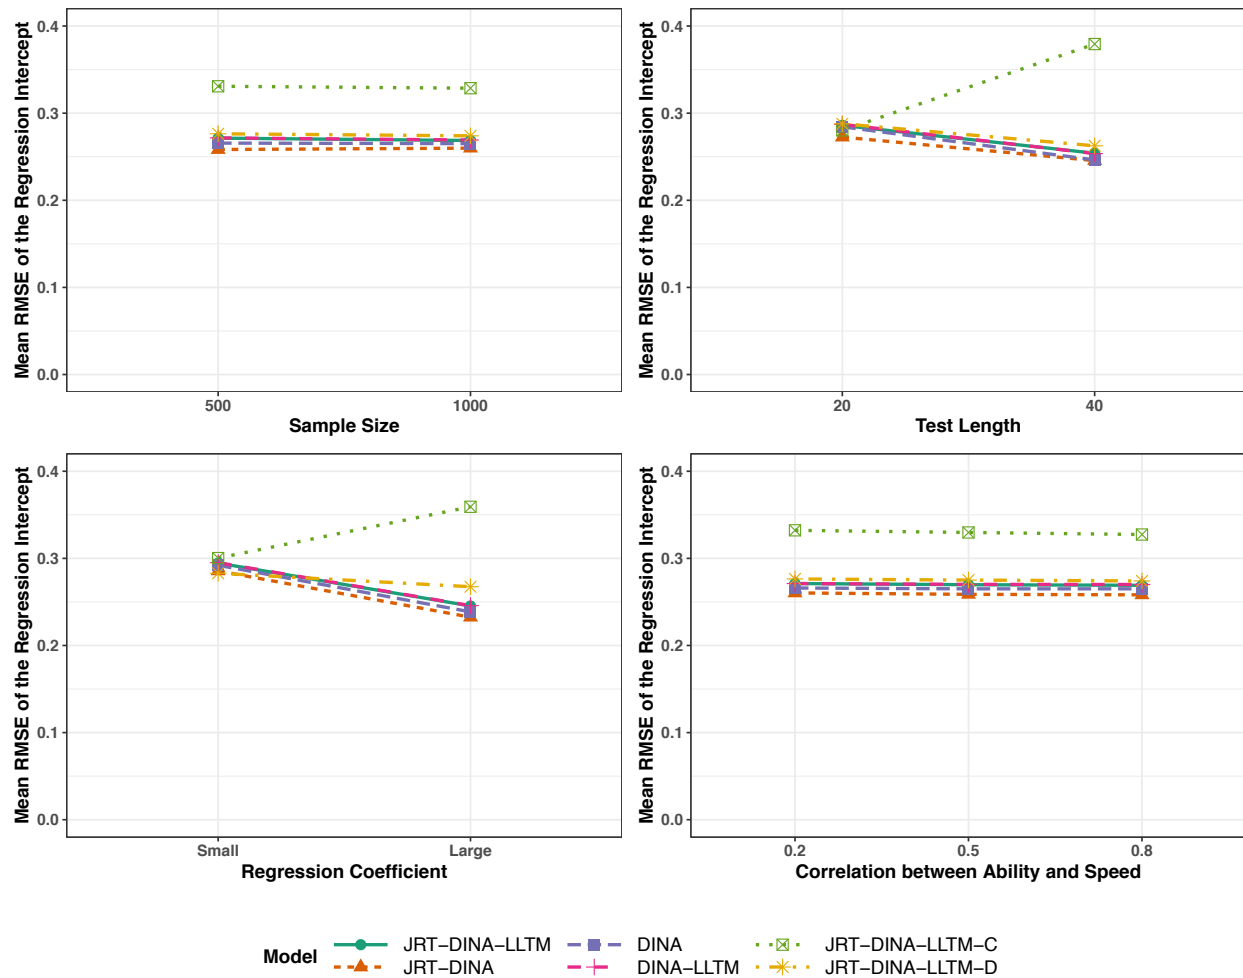 Mean RMSE of the Regression Intercept
0.4
0.3
0.2
0.1
0.0
500
1000
Sample Size
Mean RMSE of the Regression Intercept
0.4
0.3
0.2
0.1
0.0
20
40
Test Length
Mean RMSE of the Regression Intercept
0.4
0.3
0.2
0.1
0.0
Small
Large
Regression Coefficient
Mean RMSE of the Regression Intercept
0.4
0.3
0.2
0.1
0.0
0.2
0.5
0.8
Correlation between Ability and Speed
Model
JRT−DINA−LLTM
JRT−DINA
DINA
DINA−LLTM
JRT−DINA−LLTM−C
JRT−DINA−LLTM−D